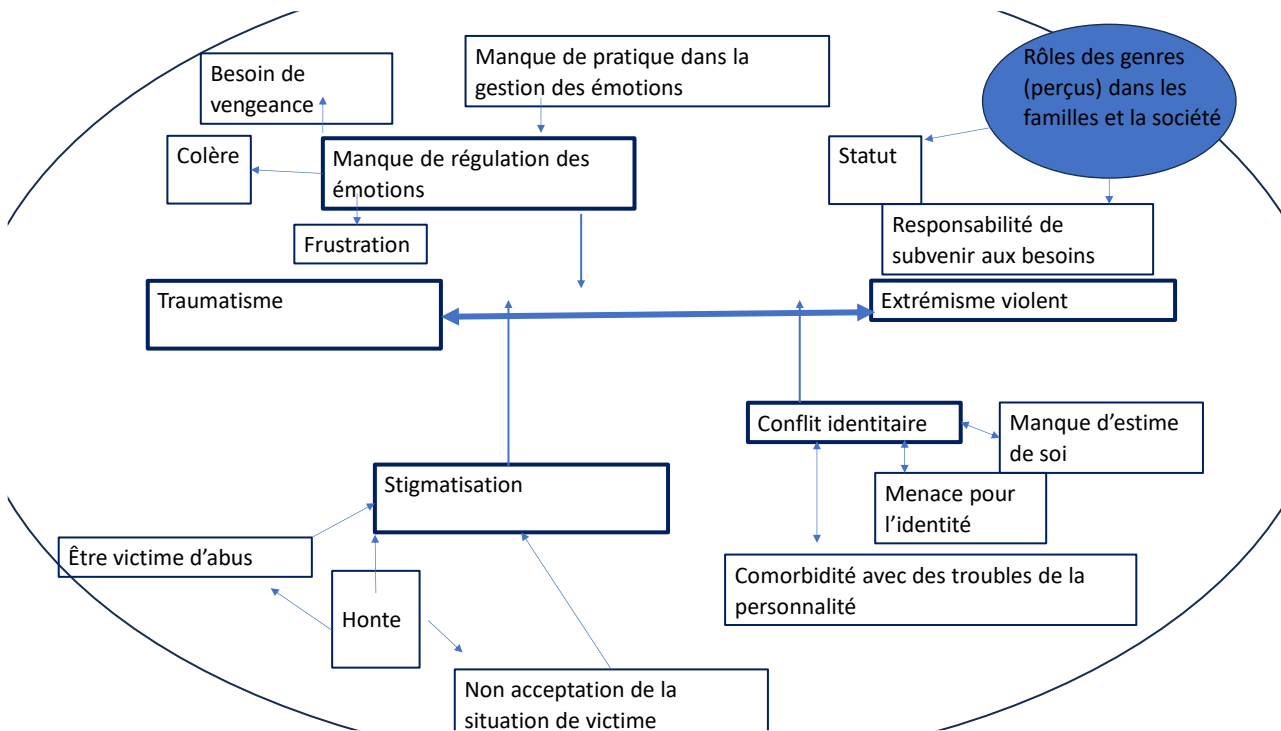 Besoin de
vengeance
Manque de pratique dans la
gestion des émotions
Rôles des genres
(perçus) dans les
familles et la société
Colère
Manque de régulation des
émotions
Statut
Frustration
Responsabilité de
subvenir aux besoins
Traumatisme
Extrémisme violent
Conflit identitaire
Manque d'estime
de soi
Stigmatisation
Menace pour
l'identité
Être victime d'abus
Comorbidité avec des troubles de la
personnalité
Honte
Non acceptation de la
situation de victime